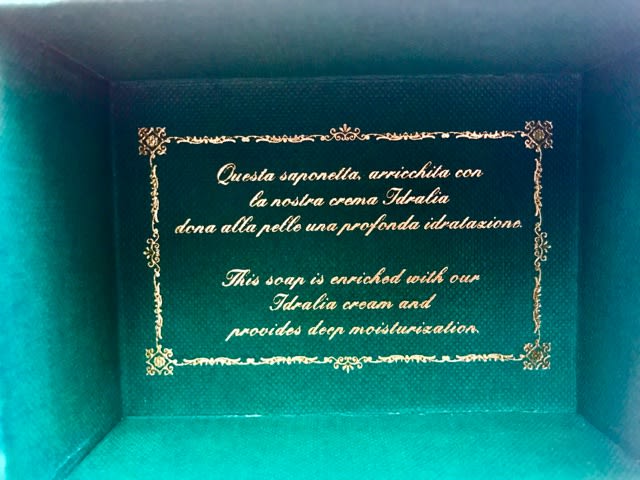 Questa saponetta, arricchita con
la nostra crema Idralia
dona alla pelle una profonda idratazione.
This soap is enriched with our
Idralia cream and
provides deep moisturization.